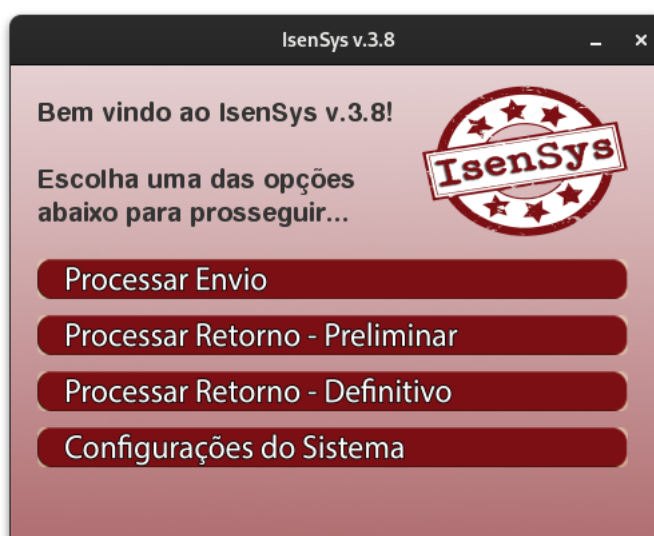 IsenSys v.3.8
Bem vindo ao IsenSys v.3.8!
IsenSys
Escolha uma das opções
abaixo para prosseguir...
Processar Envio
Processar Retorno - Preliminar
Processar Retorno - Definitivo
Configurações do Sistema